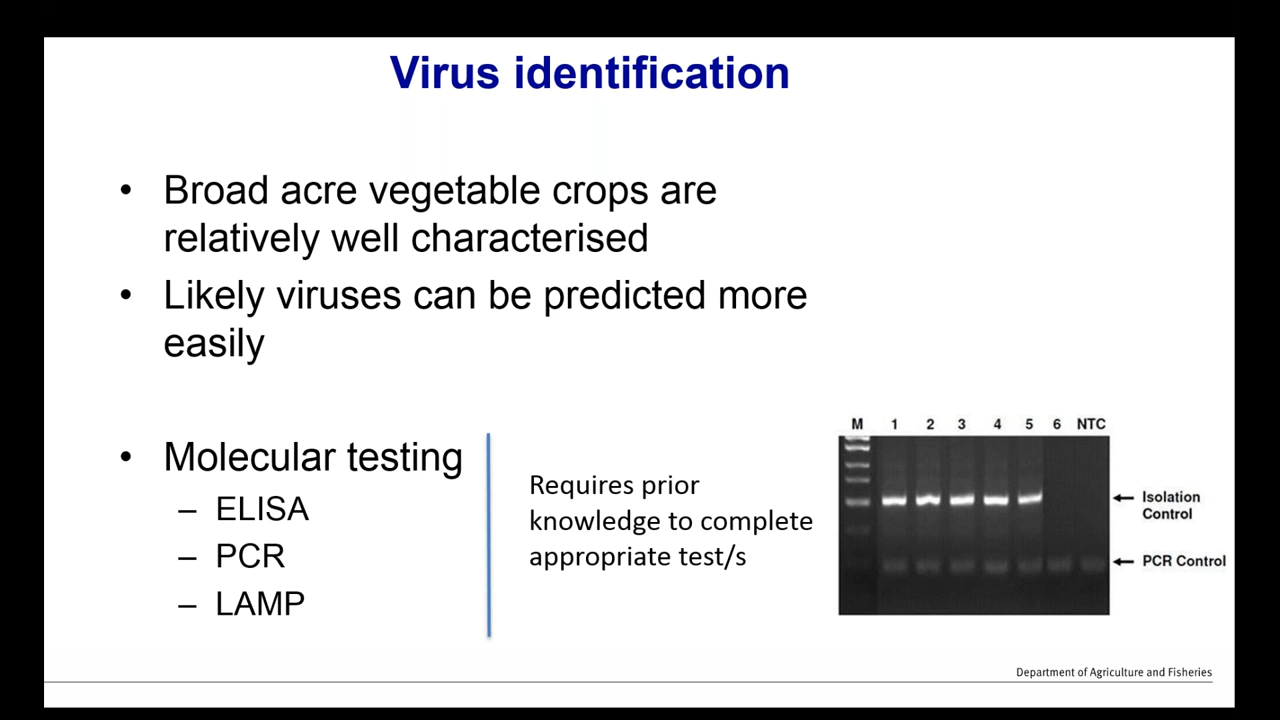 Virus identification
• Broad acre vegetable crops are
relatively well characterised
• Likely viruses can be predicted more
easily
• Molecular testing
– ELISA
– PCR
– LAMP
Requires prior
knowledge to complete
appropriate test/s
M 1 2 3 4 5 6 NTC
Isolation
Control
PCR Control
Department of Agriculture and Fisheries